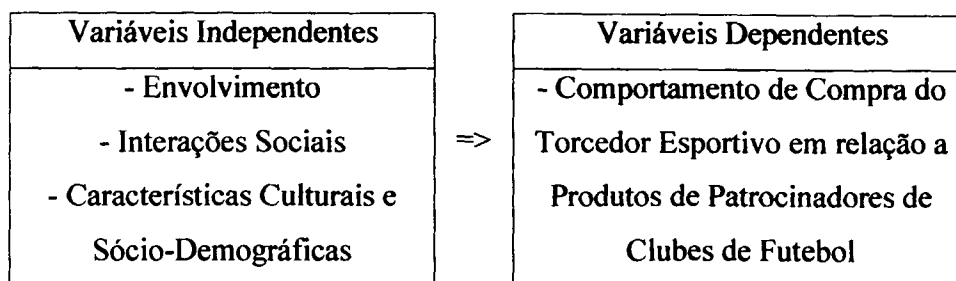 Variáveis Independentes
- Envolvimento
- Interações Sociais
- Características Culturais e
Sócio-Demográficas
=>
Variáveis Dependentes
- Comportamento de Compra do
Torcedor Esportivo em relação a
Produtos de Patrocinadores de
Clubes de Futebol